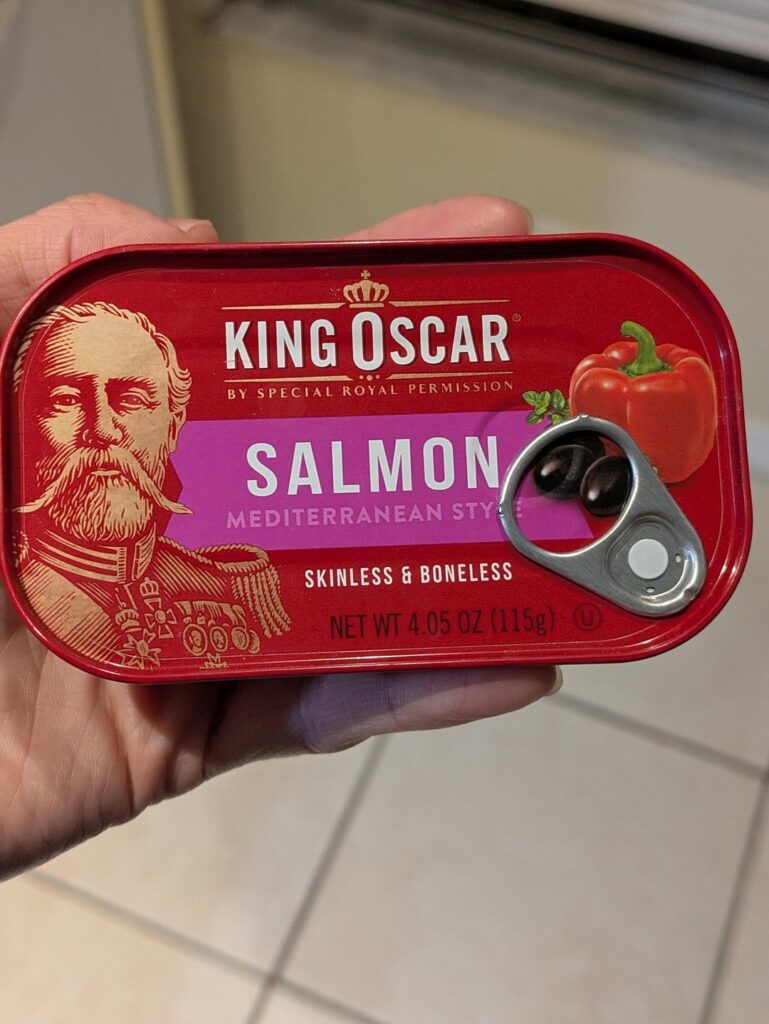 KING OSCAR®
BY SPECIAL ROYAL PERMISSION
SALMON
MEDITERRANEAN STYLE
SKINLESS & BONELESS
NET WT 4.05 OZ (115g) Ⓤ